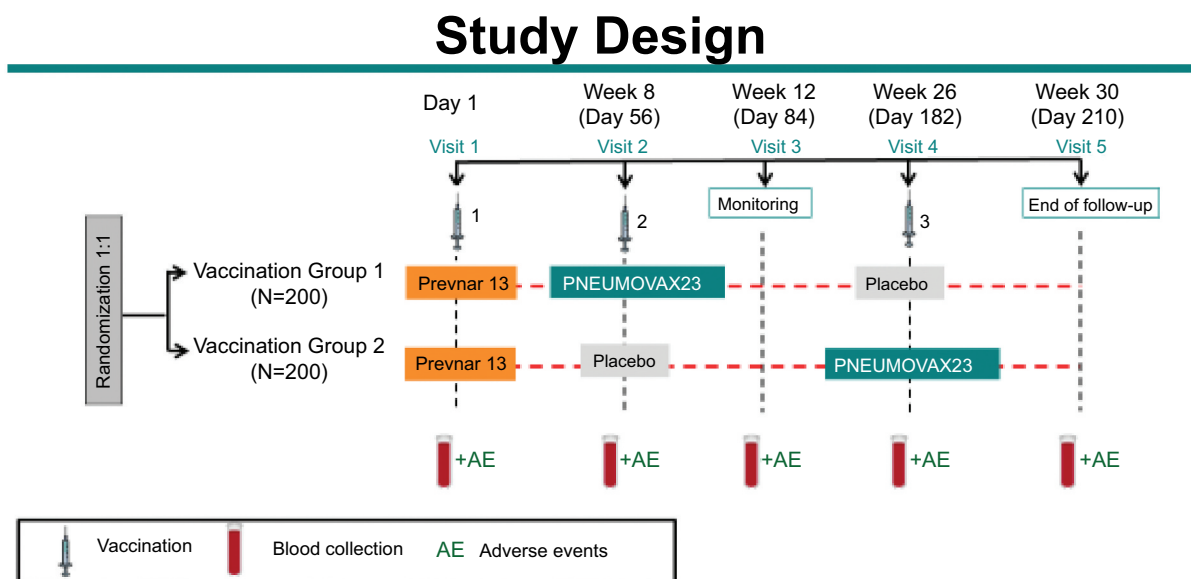 Study Design
Day 1
Week 8
(Day 56)
Week 12
(Day 84)
Week 26
(Day 182)
Week 30
(Day 210)
Visit 1
Visit 2
Visit 3
Visit 4
Visit 5
1
2
Monitoring
3
End of follow-up
Randomization 1:1
Vaccination Group 1
(N=200)
Prevnar 13
PNEUMOVAX23
Placebo
Vaccination Group 2
(N=200)
Prevnar 13
Placebo
PNEUMOVAX23
+AE
+AE
+AE
+AE
+AE
Vaccination
Blood collection
AE Adverse events